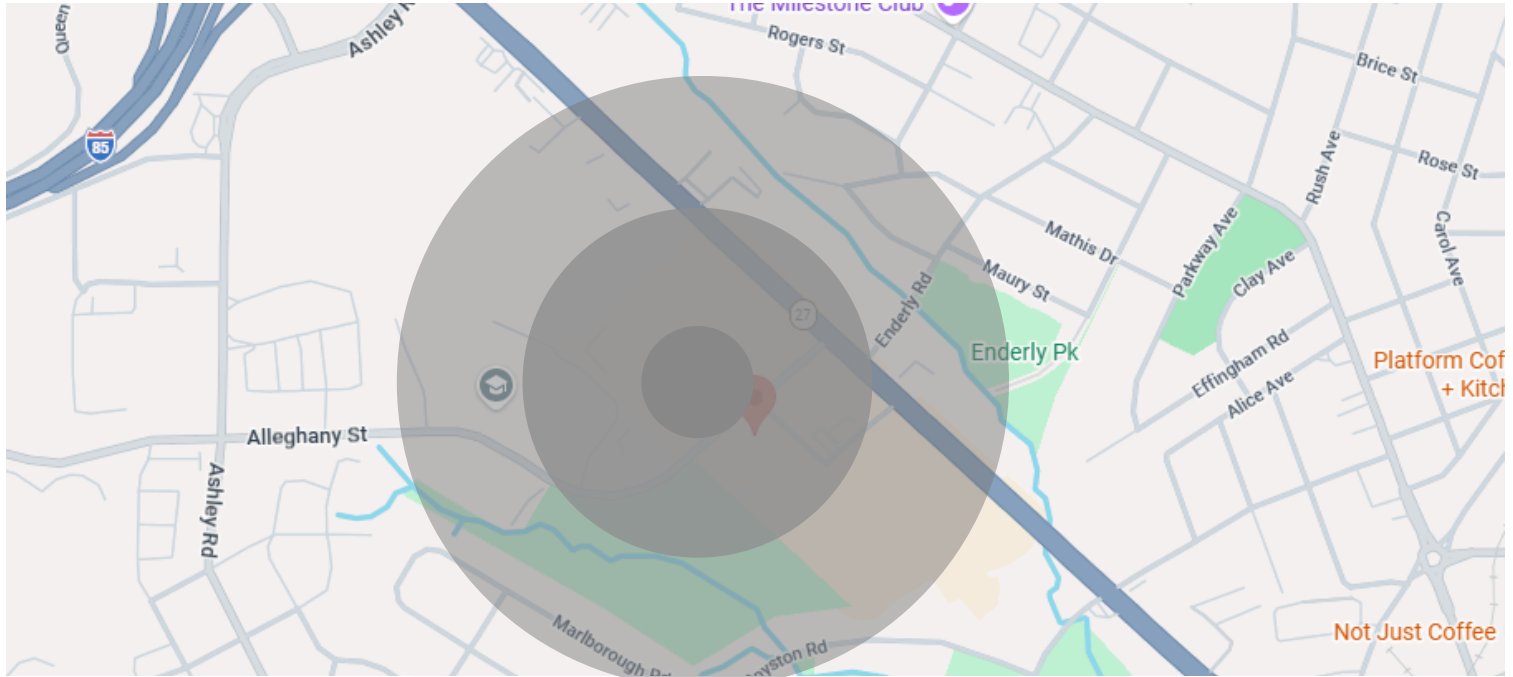 The Milestone Club
Queen
Ashley R
Rogers St
Brice St
85
Rush Ave
Rose St
Parkway Ave
Mathis Dr
Carol Ave
Maury St
Clay Ave
27
Enderly Rd
Enderly Pk
Effingham Rd
Platform Cof
+ Kitch
Alice Ave
Alleghany St
Ashley Rd
Marlborough Rd
oyston Rd
Not Just Coffee